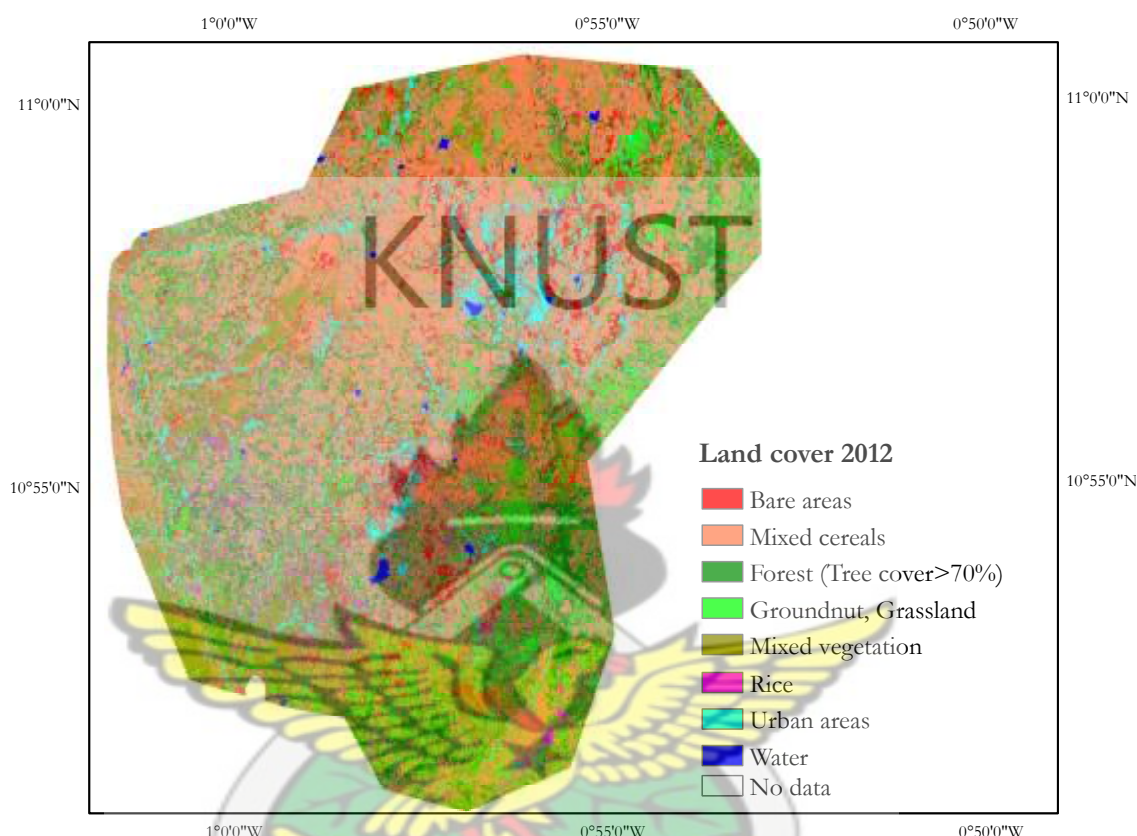 1°0'0"W 0°55'0"W 0°50'0"W
11°0'0"N 11°0'0"N
KNUST
Land cover 2012
10°55'0"N 10°55'0"N
Bare areas
Mixed cereals
Forest (Tree cover>70%)
Groundnut, Grassland
Mixed vegetation
Rice
Urban areas
Water
No data
1°0'0"W 0°55'0"W 0°50'0"W